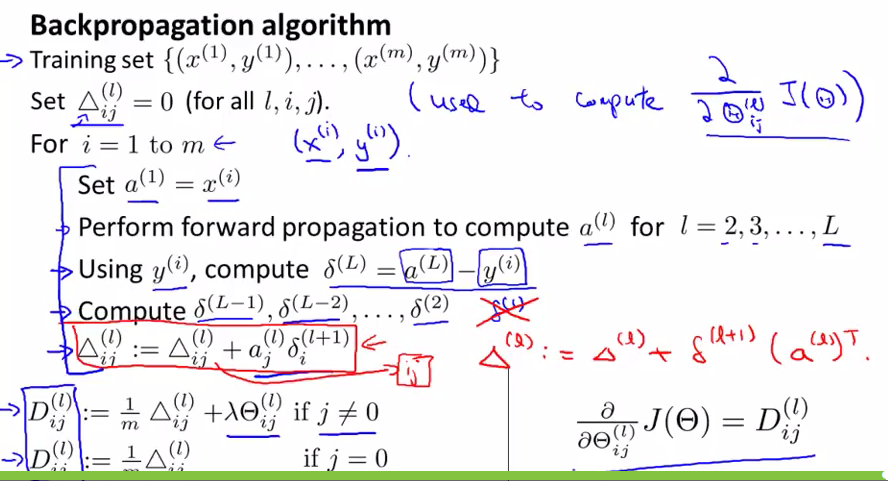 Backpropagation algorithm
→ Training set {(x^(1), y^(1)), . . . , (x^(m), y^(m))}
Set △_ij^(l) = 0 (for all l, i, j). (used to compute ∂/∂Θ_ij^(l) J(Θ))
For i = 1 to m ← (x^(i), y^(i)).
Set a^(1) = x^(i)
→ Perform forward propagation to compute a^(l) for l = 2, 3, . . . , L
→ Using y^(i), compute δ^(L) = a^(L) − y^(i)
→ Compute δ^(L−1), δ^(L−2), . . . , δ^(2) δ^(1)
→ △_ij^(l) := △_ij^(l) + a_j^(l) δ_i^(l+1) ← ij △^(l) := △^(l) + δ^(l+1) (a^(l))^T.
→ D_ij^(l) := 1/m △_ij^(l) + λΘ_ij^(l) if j ≠ 0
→ D_ij^(l) := 1/m △_ij^(l) if j = 0
∂/∂Θ_ij^(l) J(Θ) = D_ij^(l)